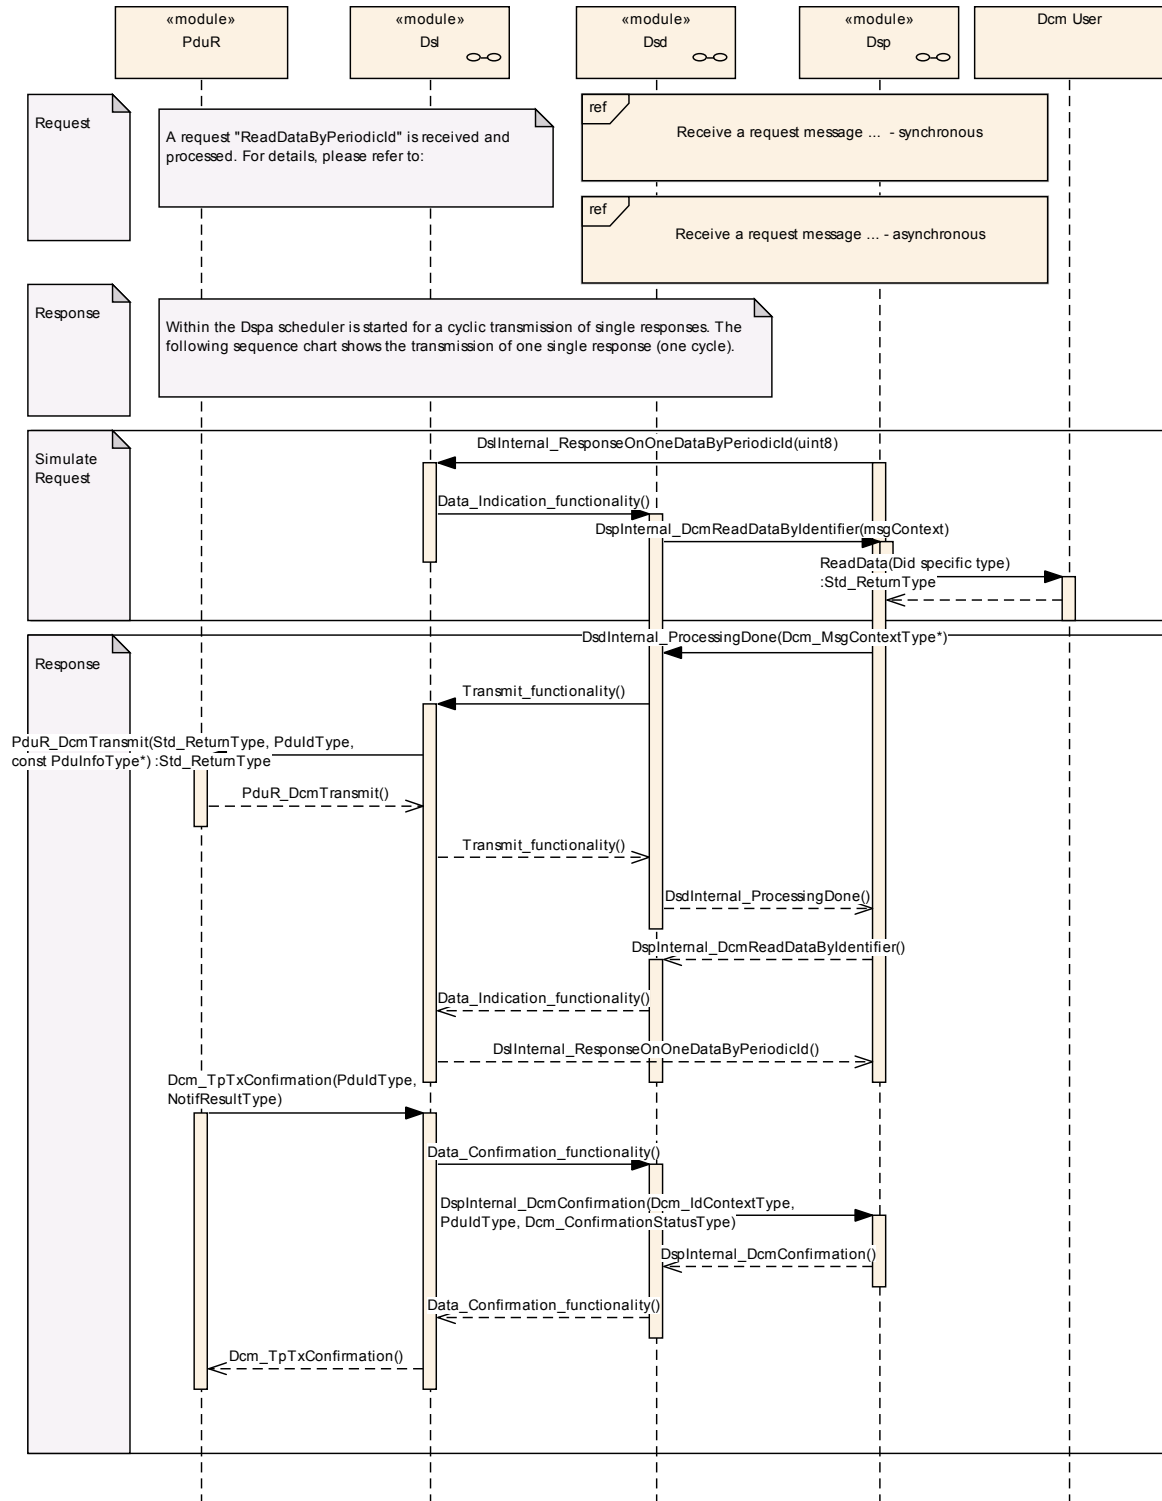 «module»
PduR
«module»
Dsl
«module»
Dsd
«module»
Dsp
Dcm User
Request
A request "ReadDataByPeriodicId" is received and
processed. For details, please refer to:
ref
Receive a request message ... - synchronous
ref
Receive a request message ... - asynchronous
Response
Within the Dspa scheduler is started for a cyclic transmission of single responses. The
following sequence chart shows the transmission of one single response (one cycle).
Simulate
Request
DslInternal_ResponseOnOneDataByPeriodicId(uint8)
Data_Indication_functionality()
DspInternal_DcmReadDataByIdentifier(msgContext)
ReadData(Did specific type)
:Std_ReturnType
Response
DsdInternal_ProcessingDone(Dcm_MsgContextType*)
Transmit_functionality()
PduR_DcmTransmit(Std_ReturnType, PduIdType,
const PduInfoType*) :Std_ReturnType
PduR_DcmTransmit()
Transmit_functionality()
DsdInternal_ProcessingDone()
DspInternal_DcmReadDataByIdentifier()
Data_Indication_functionality()
DslInternal_ResponseOnOneDataByPeriodicId()
Dcm_TpTxConfirmation(PduIdType,
NotifResultType)
Data_Confirmation_functionality()
DspInternal_DcmConfirmation(Dcm_IdContextType,
PduIdType, Dcm_ConfirmationStatusType)
DspInternal_DcmConfirmation()
Data_Confirmation_functionality()
Dcm_TpTxConfirmation()